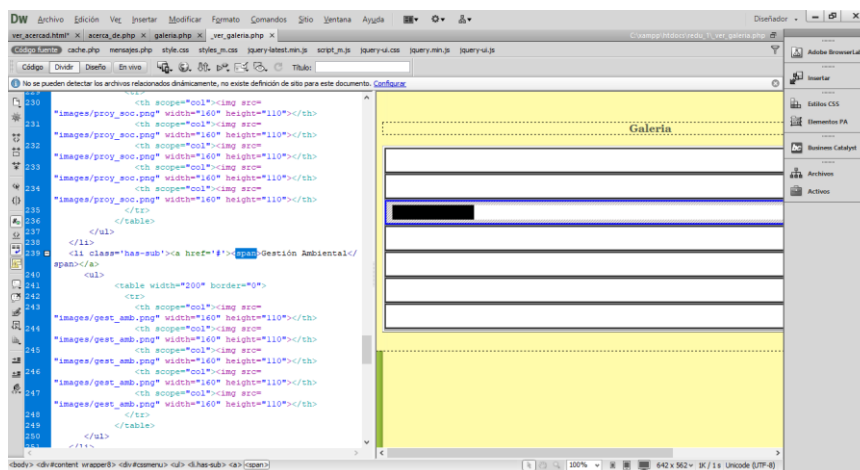 DW Archivo Edición Ver Insertar Modificar Formato Comandos Sitio Ventana Ayuda Diseñador
ver_acercad.html* × acerca_de.php × galeria.php × _ver_galeria.php × C:\xampp\htdocs\redu_1\_ver_galeria.php
Código fuente cache.php mensajes.php style.css styles_m.css jquery-latest.min.js script_m.js jquery-ui.css jquery.min.js jquery-ui.js
Código Dividir Diseño En vivo Título:
No se pueden detectar los archivos relacionados dinámicamente, no existe definición de sitio para este documento. Configurar
229 <tr>
230 <th scope="col"><img src=
"images/proy_soc.png" width="160" height="110"></th>
231 <th scope="col"><img src=
"images/proy_soc.png" width="160" height="110"></th>
232 <th scope="col"><img src=
"images/proy_soc.png" width="160" height="110"></th>
233 <th scope="col"><img src=
"images/proy_soc.png" width="160" height="110"></th>
234 <th scope="col"><img src=
"images/proy_soc.png" width="160" height="110"></th>
235 </tr>
236 </table>
237 </ul>
238 </li>
239 <li class='has-sub'><a href='#'><span>Gestión Ambiental</
span></a>
240 <ul>
241 <table width="200" border="0">
242 <tr>
243 <th scope="col"><img src=
"images/gest_amb.png" width="160" height="110"></th>
244 <th scope="col"><img src=
"images/gest_amb.png" width="160" height="110"></th>
245 <th scope="col"><img src=
"images/gest_amb.png" width="160" height="110"></th>
246 <th scope="col"><img src=
"images/gest_amb.png" width="160" height="110"></th>
247 <th scope="col"><img src=
"images/gest_amb.png" width="160" height="110"></th>
248 </tr>
249 </table>
250 </ul>
251 </li>
Galeria
Adobe BrowserLab
Insertar
Estilos CSS
Elementos PA
Business Catalyst
Archivos
Activos
<body> <div#content_wrapper8> <div#cssmenu> <ul> <li.has-sub> <a> <span> 100% 642 x 562 1K / 1 s Unicode (UTF-8)